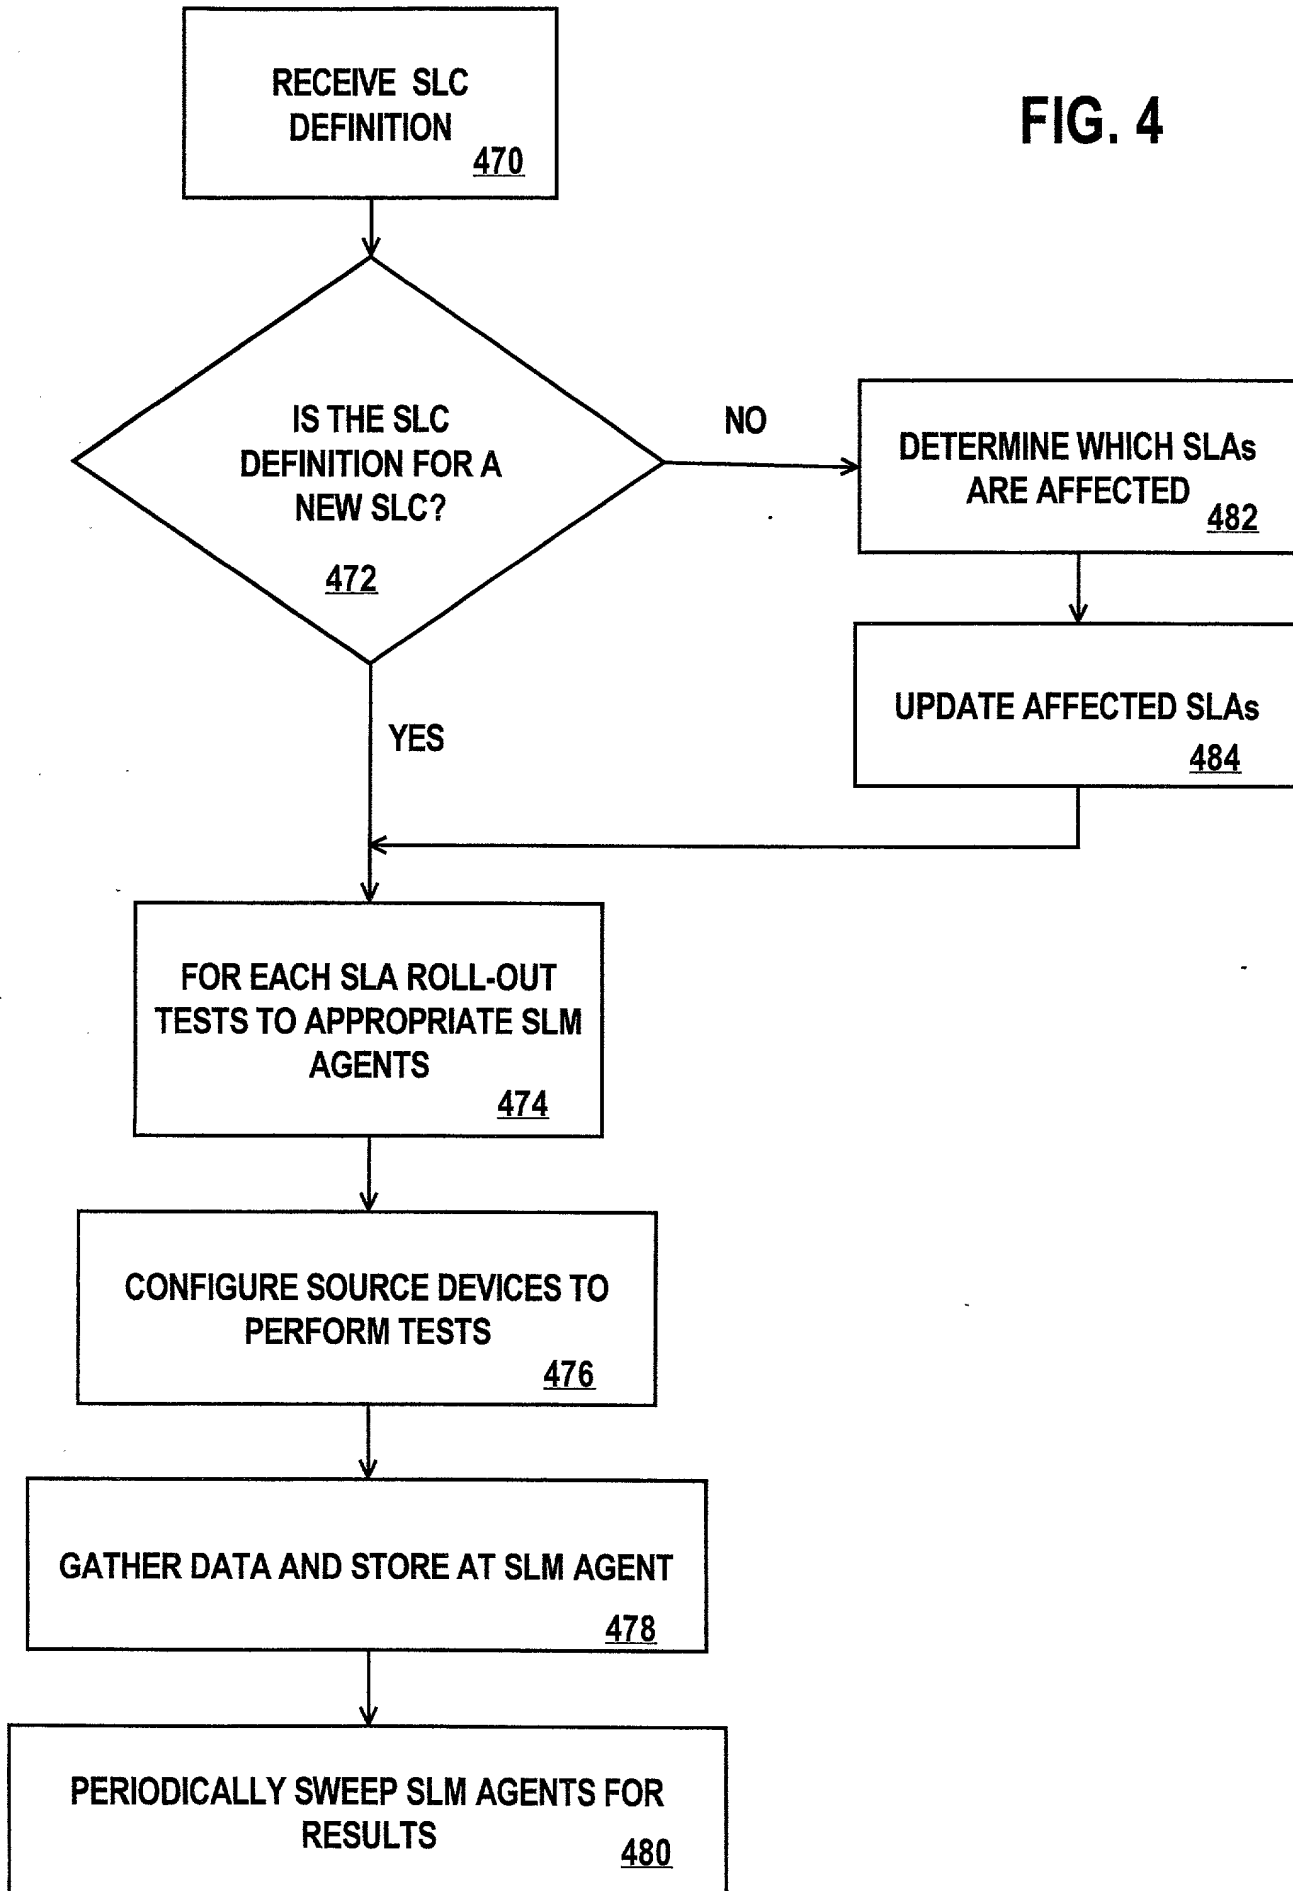 RECEIVE SLC
DEFINITION
470
FIG. 4
IS THE SLC
DEFINITION FOR A
NEW SLC?
472
NO
DETERMINE WHICH SLAs
ARE AFFECTED
482
UPDATE AFFECTED SLAs
484
YES
FOR EACH SLA ROLL-OUT
TESTS TO APPROPRIATE SLM
AGENTS
474
CONFIGURE SOURCE DEVICES TO
PERFORM TESTS
476
GATHER DATA AND STORE AT SLM AGENT
478
PERIODICALLY SWEEP SLM AGENTS FOR
RESULTS
480